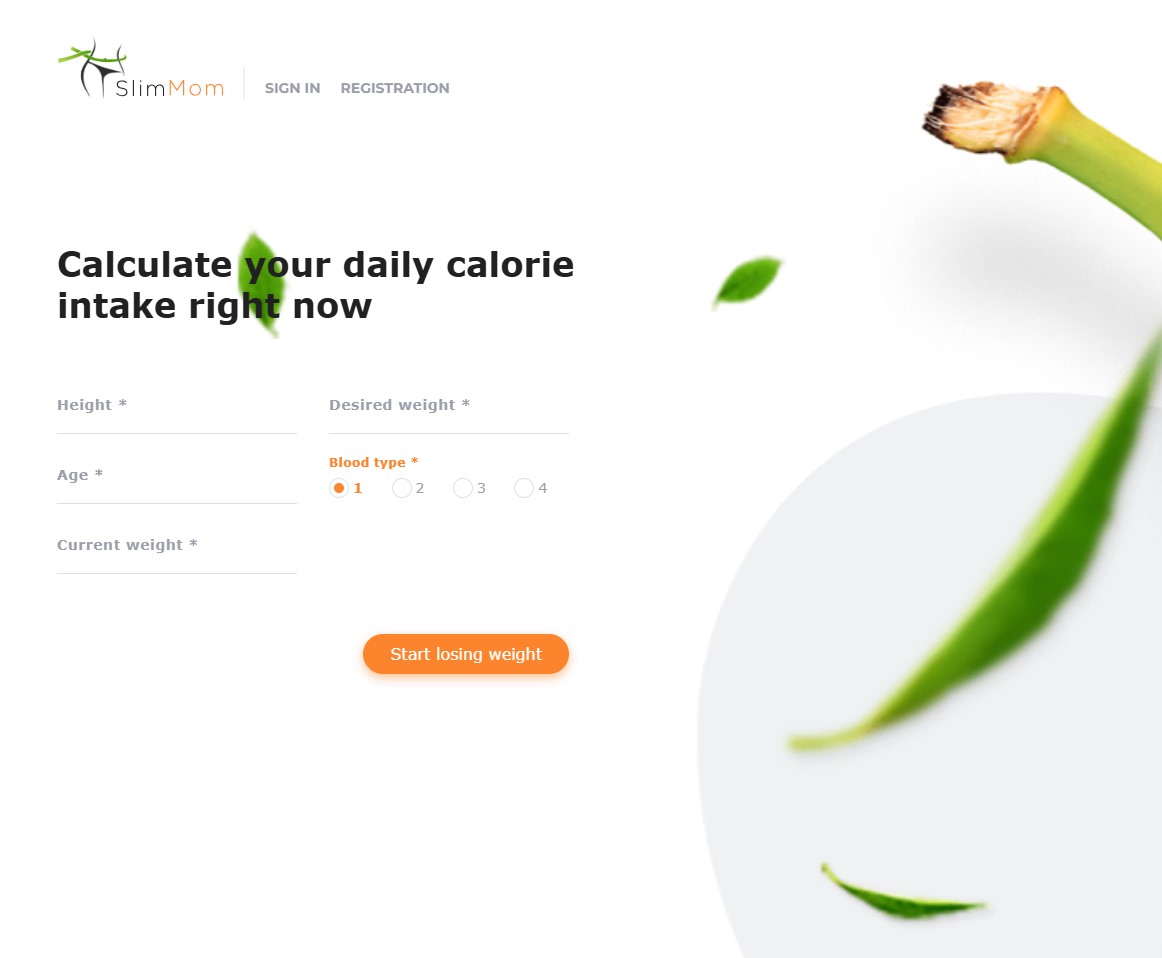 SlimMom
SIGN IN
REGISTRATION
Calculate your daily calorie
intake right now
Height *
Desired weight *
Age *
Blood type *
1
2
3
4
Current weight *
Start losing weight